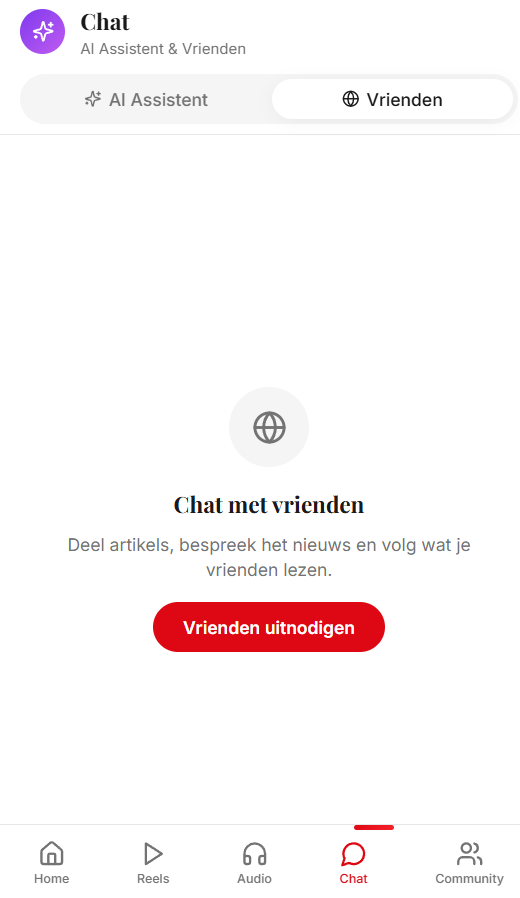 Chat
AI Assistent & Vrienden
AI Assistent
Vrienden
Chat met vrienden
Deel artikels, bespreek het nieuws en volg wat je
vrienden lezen.
Vrienden uitnodigen
Home
Reels
Audio
Chat
Community